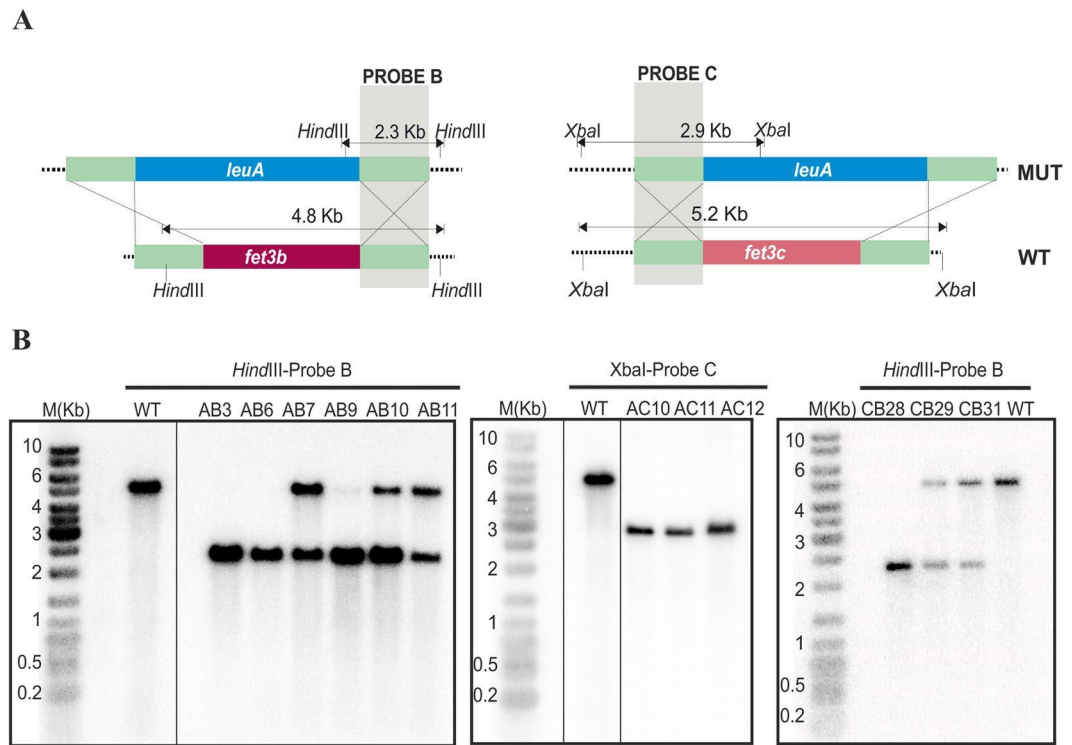 A
PROBE B
PROBE C
HindIII
2.3 Kb
HindIII
XbaI
2.9 Kb
XbaI
leuA
leuA
MUT
4.8 Kb
5.2 Kb
fet3b
fet3c
WT
HindIII
HindIII
XbaI
XbaI
B
HindIII-Probe B
XbaI-Probe C
HindIII-Probe B
M(Kb) WT AB3 AB6 AB7 AB9 AB10 AB11
M(Kb) WT AC10 AC11 AC12
M(Kb) CB28 CB29 CB31 WT
10
6
4
3
2
1
0.5
0.2
10
6
4
3
2
1
0.5
0.2
10
6
4
3
2
1
0.5
0.2